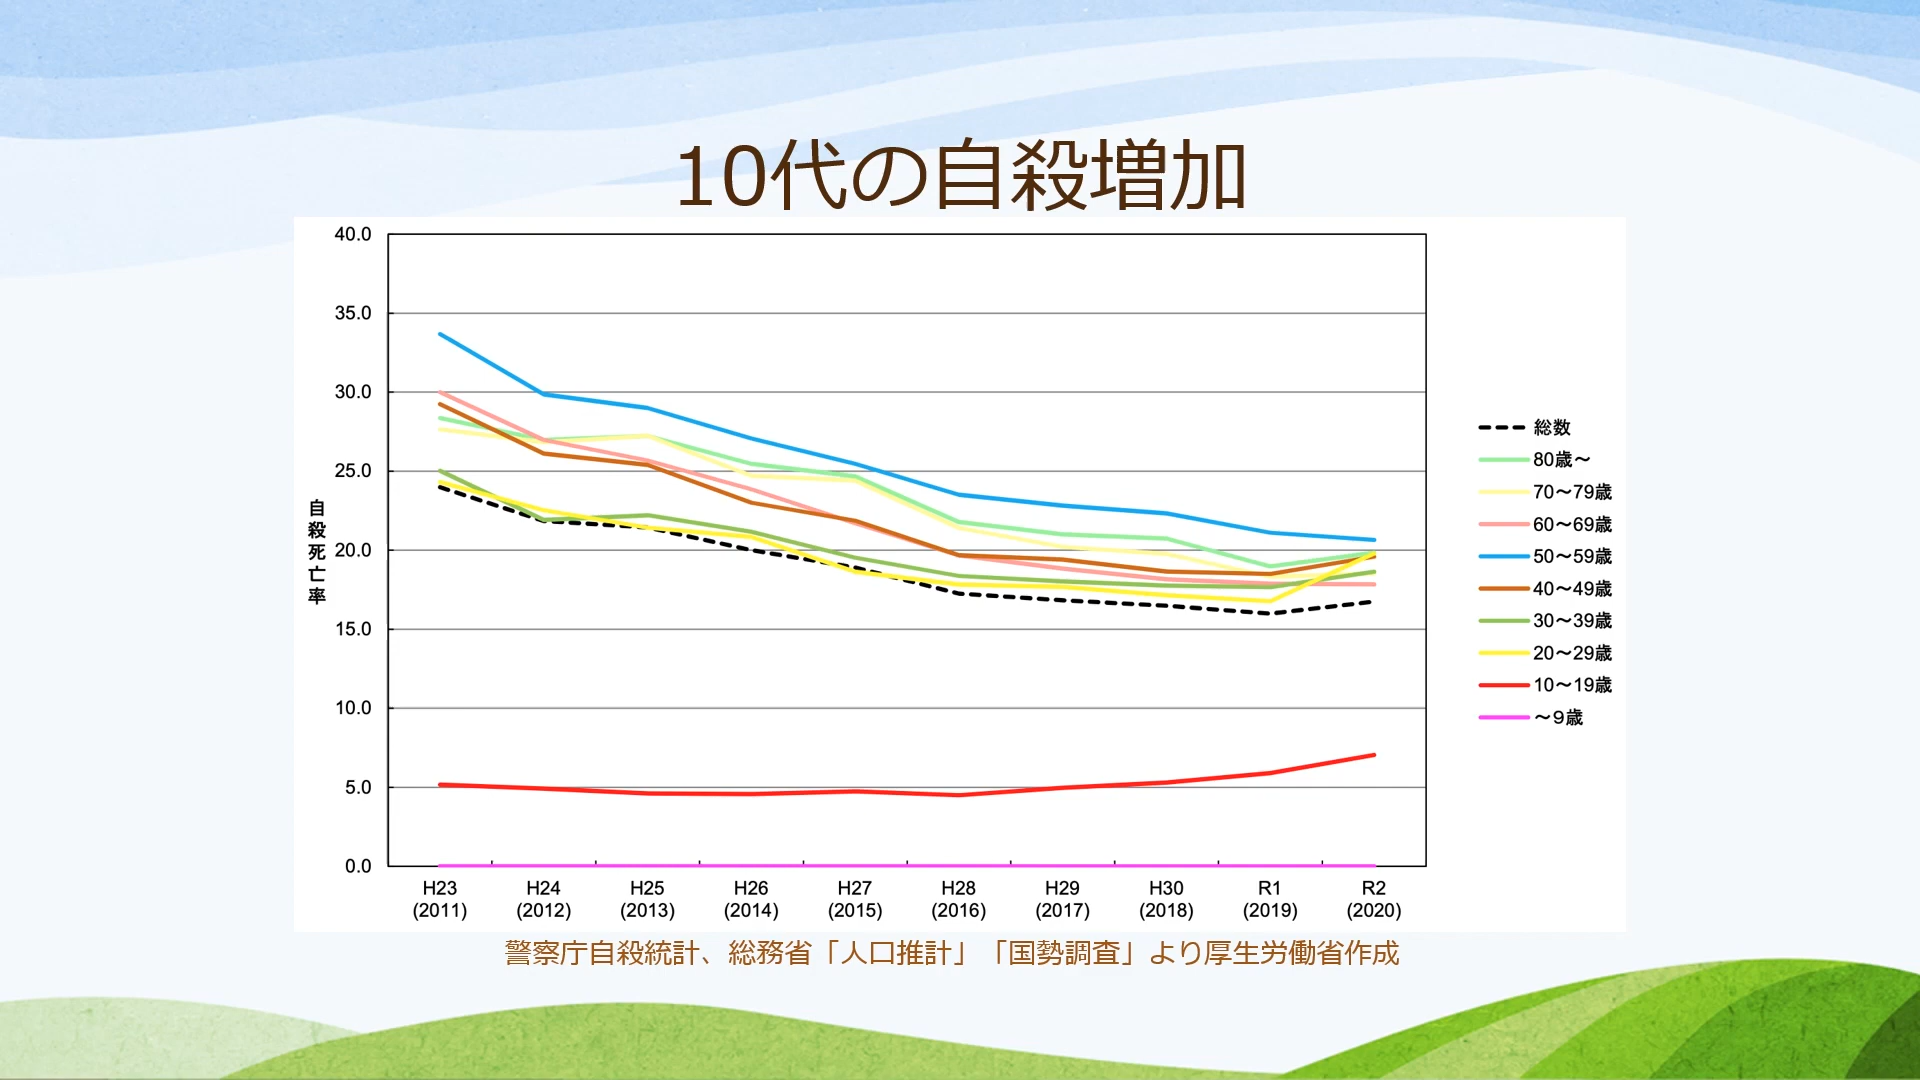 10代の自殺増加
40.0
35.0
30.0
25.0
20.0
15.0
10.0
5.0
0.0
自殺死亡率
H23 H24 H25 H26 H27 H28 H29 H30 R1 R2
(2011) (2012) (2013) (2014) (2015) (2016) (2017) (2018) (2019) (2020)
総数
80歳〜
70〜79歳
60〜69歳
50〜59歳
40〜49歳
30〜39歳
20〜29歳
10〜19歳
〜９歳
警察庁自殺統計、総務省「人口推計」「国勢調査」より厚生労働省作成